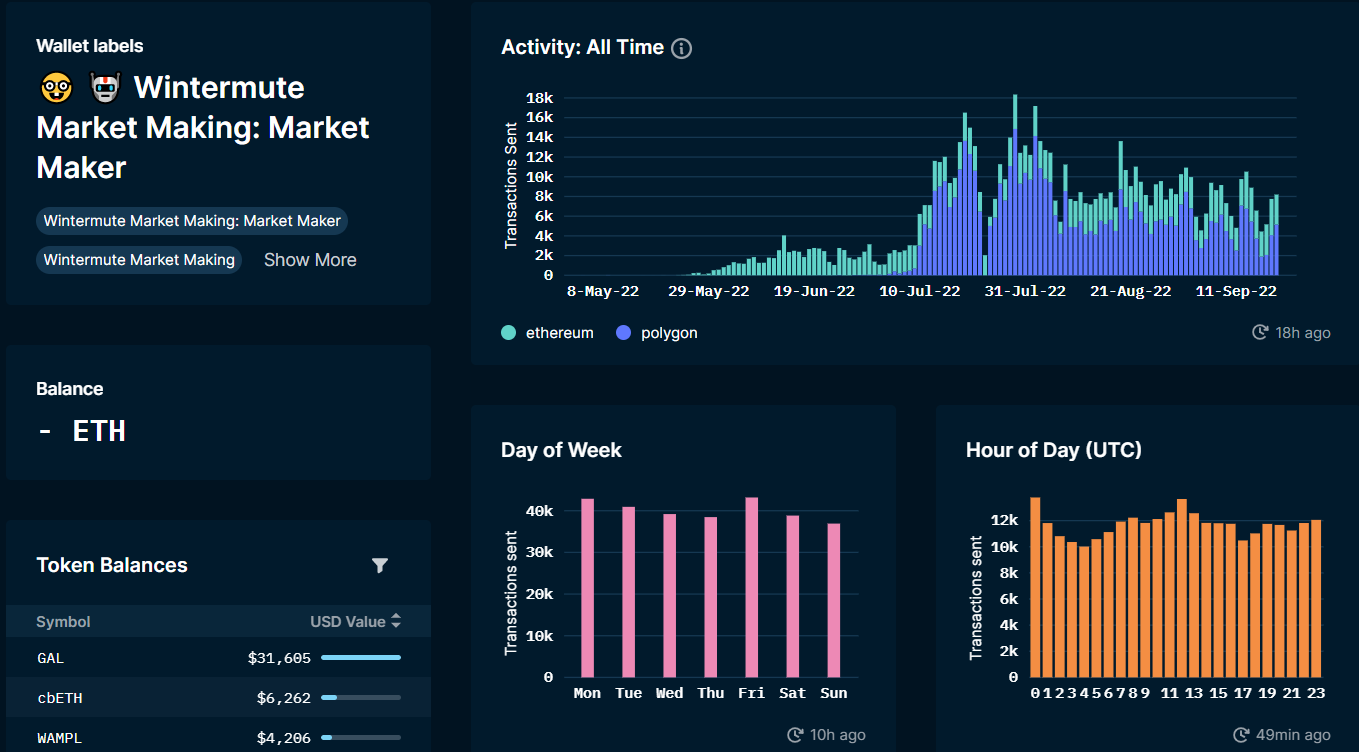 Wallet labels
Wintermute
Market Making: Market
Maker
Wintermute Market Making: Market Maker
Wintermute Market Making
Show More
Balance
- ETH
Token Balances
Symbol USD Value
GAL $31,605
cbETH $6,262
WAMPL $4,206
Activity: All Time
Transactions Sent
18k
16k
14k
12k
10k
8k
6k
4k
2k
0
8-May-22 29-May-22 19-Jun-22 10-Jul-22 31-Jul-22 21-Aug-22 11-Sep-22
ethereum polygon
18h ago
Day of Week
Transactions sent
40k
30k
20k
10k
0
Mon Tue Wed Thu Fri Sat Sun
10h ago
Hour of Day (UTC)
Transactions sent
12k
10k
8k
6k
4k
2k
0
0 1 2 3 4 5 6 7 8 9 11 13 15 17 19 21 23
49min ago